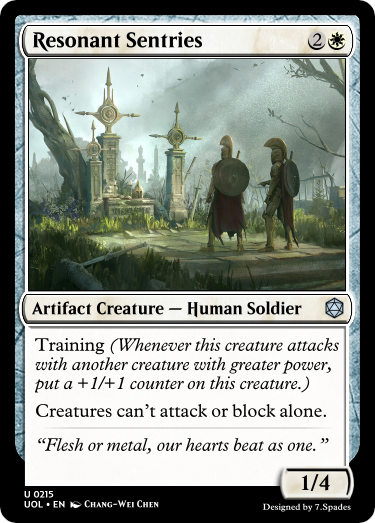 Resonant Sentries 2
Artifact Creature — Human Soldier
Training (Whenever this creature attacks
with another creature with greater power,
put a +1/+1 counter on this creature.)
Creatures can't attack or block alone.
“Flesh or metal, our hearts beat as one.”
1/4
U 0215
UOL • EN Chang-Wei Chen
Designed by 7.Spades